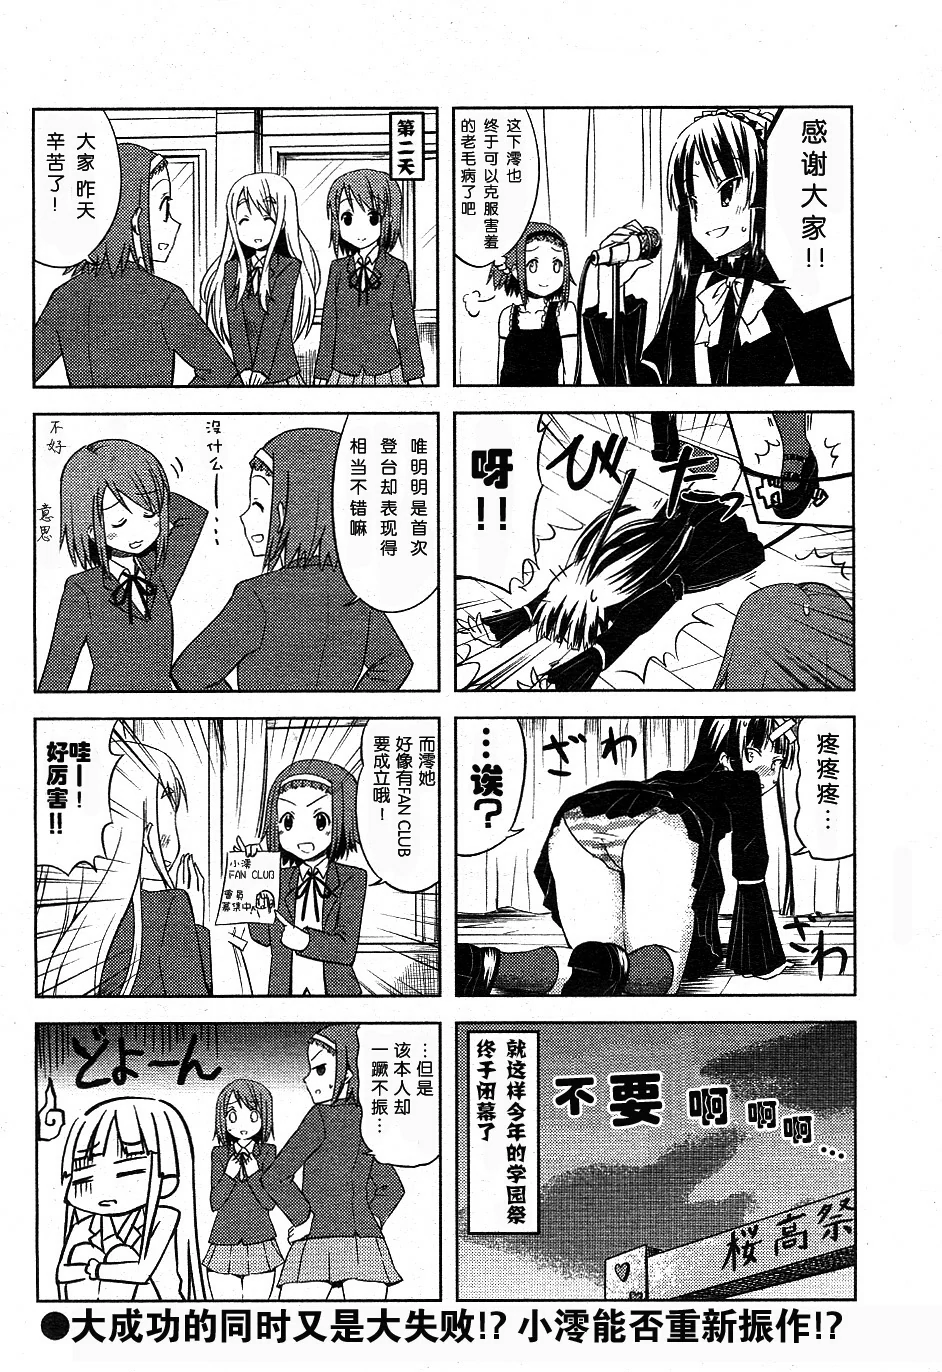 感谢大家!!
这下澪也
终于可以克服害羞
的老毛病了吧
呀!!
びたっ
疼疼疼…
…诶?
ざわ
ざわ
就这样今年的学园祭
终于闭幕了
不要啊啊啊…
桜高祭
第二天
大家昨天
辛苦了!
唯明明是首次
登台却表现得
相当不错嘛
没什么……
不好
意思
而澪她
好像有FAN CLUB
要成立哦!
小澪
FAN CLUB
會员
募集中
哇ー!
好厉害!!
…但是
该本人却
一蹶不振…
どよーん
●大成功的同时又是大失败!? 小澪能否重新振作!?